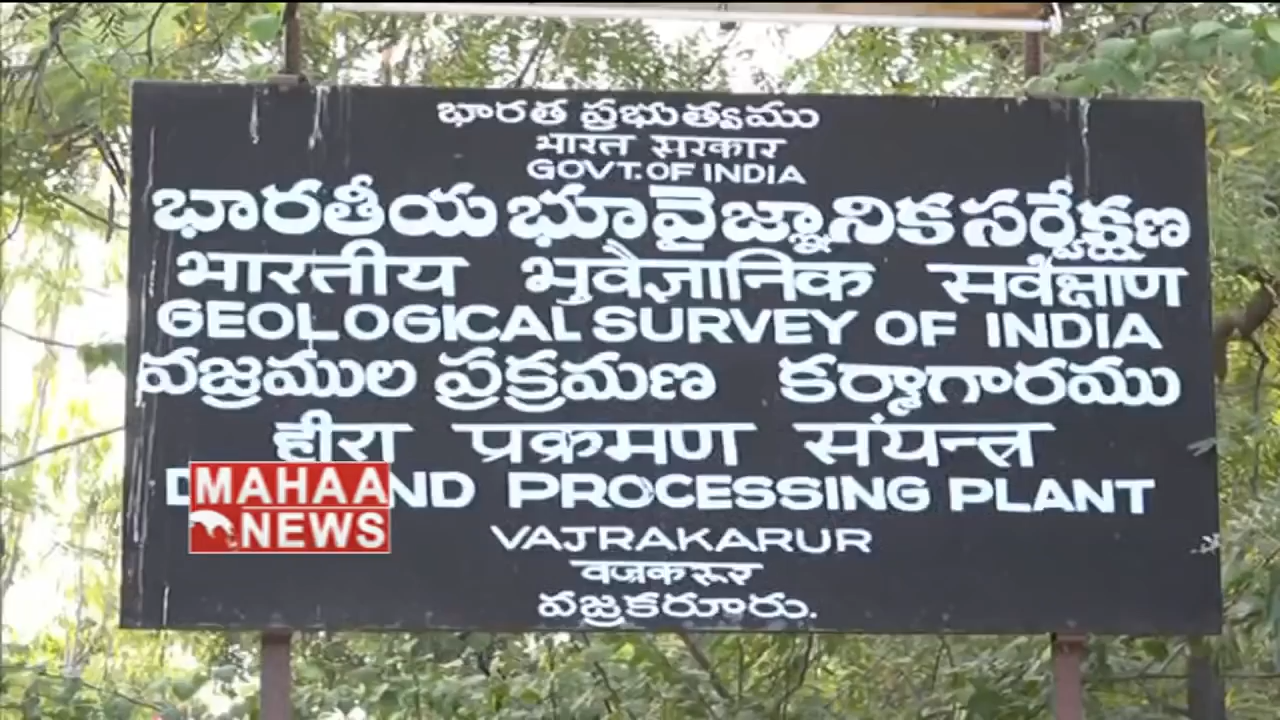 భారత ప్రభుత్వము
भारत सरकार
GOVT. OF INDIA
భారతీయ భూవైజ్ఞానిక సర్వేక్షణ
भारतीय भुवैज्ञानिक सर्वेक्षाण
GEOLOGICAL SURVEY OF INDIA
వజ్రముల ప్రక్రమణ కర్మాగారము
हीरा प्रक्रमण संयन्त्र
PROCESSING PLANT
MAHAA
NEWS
VAJRAKARUR
वज्रकरूर
వజ్రకరూరు.